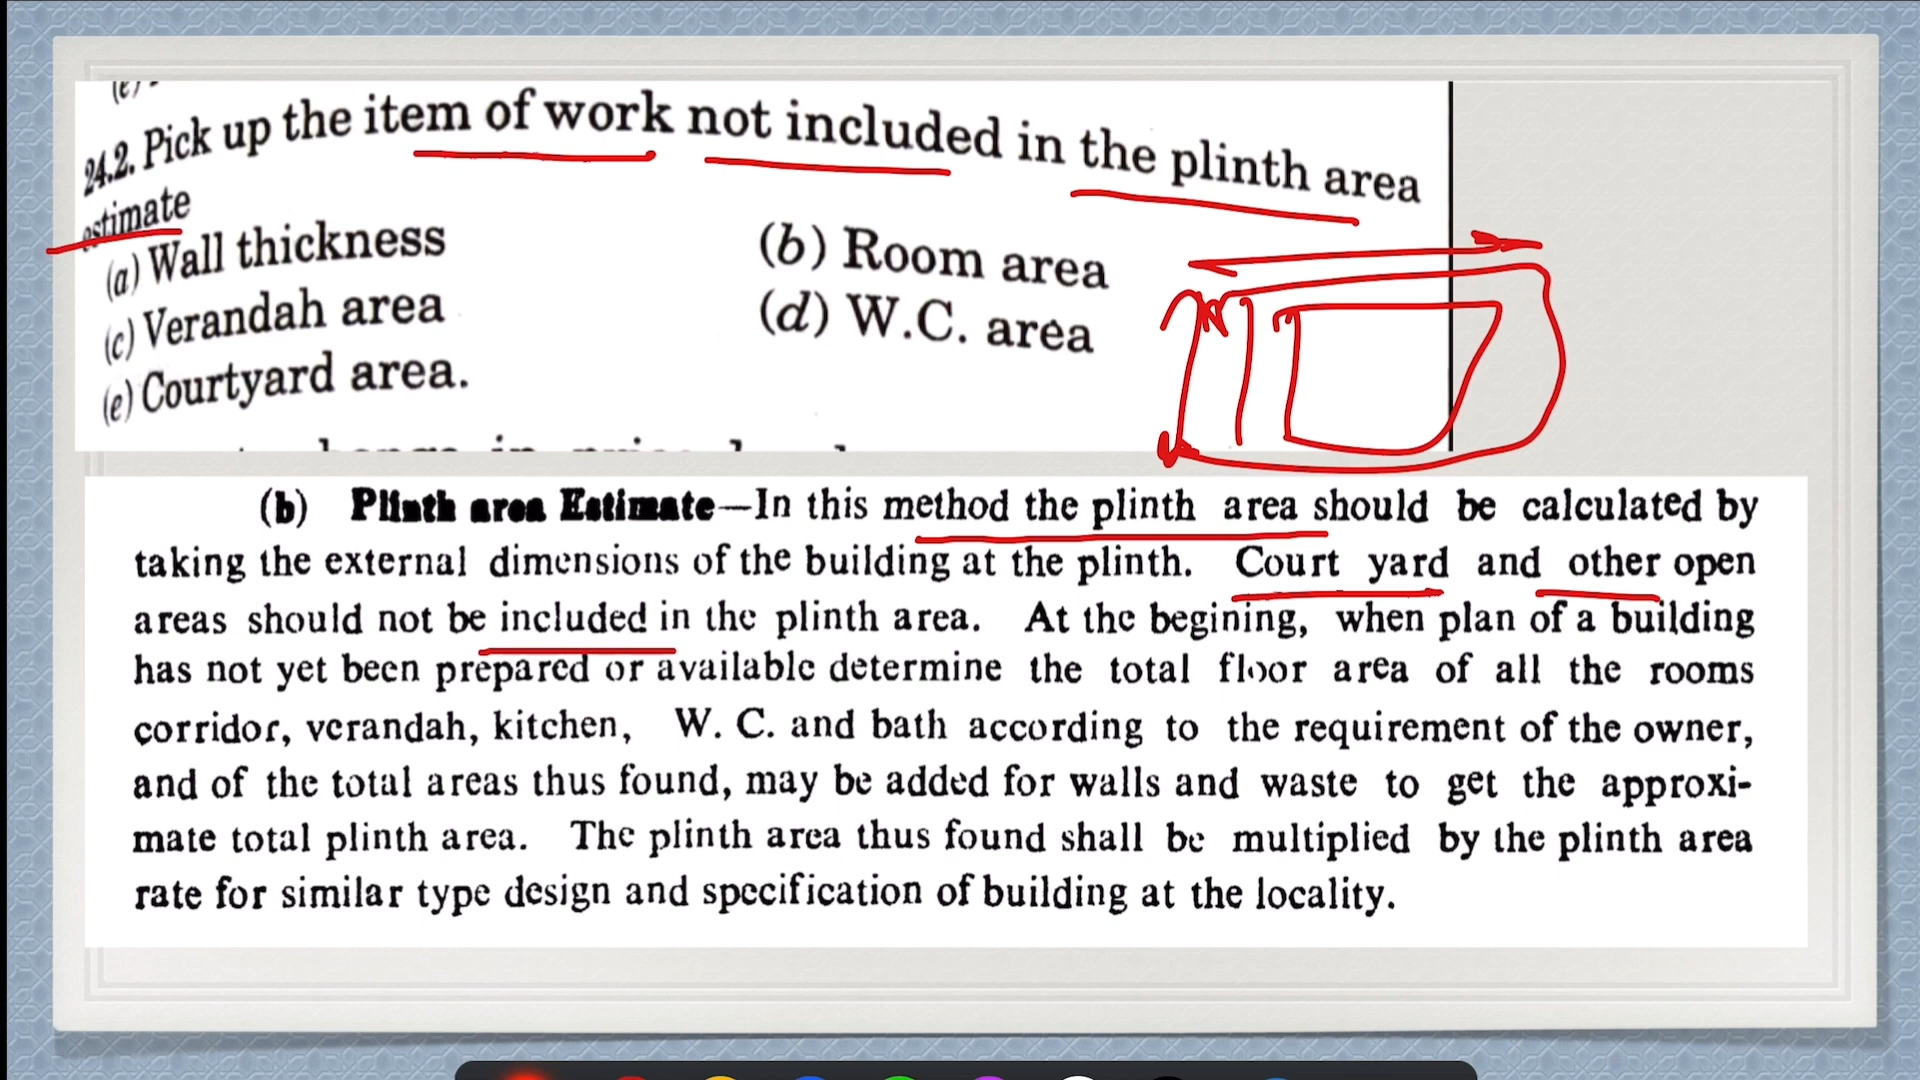 24.2. Pick up the item of work not included in the plinth area
estimate
(a) Wall thickness
(b) Room area
(c) Verandah area
(d) W.C. area
(e) Courtyard area.
(b) Plinth area Estimate—In this method the plinth area should be calculated by
taking the external dimensions of the building at the plinth. Court yard and other open
areas should not be included in the plinth area. At the begining, when plan of a building
has not yet been prepared or available determine the total floor area of all the rooms
corridor, verandah, kitchen, W. C. and bath according to the requirement of the owner,
and of the total areas thus found, may be added for walls and waste to get the approxi-
mate total plinth area. The plinth area thus found shall be multiplied by the plinth area
rate for similar type design and specification of building at the locality.